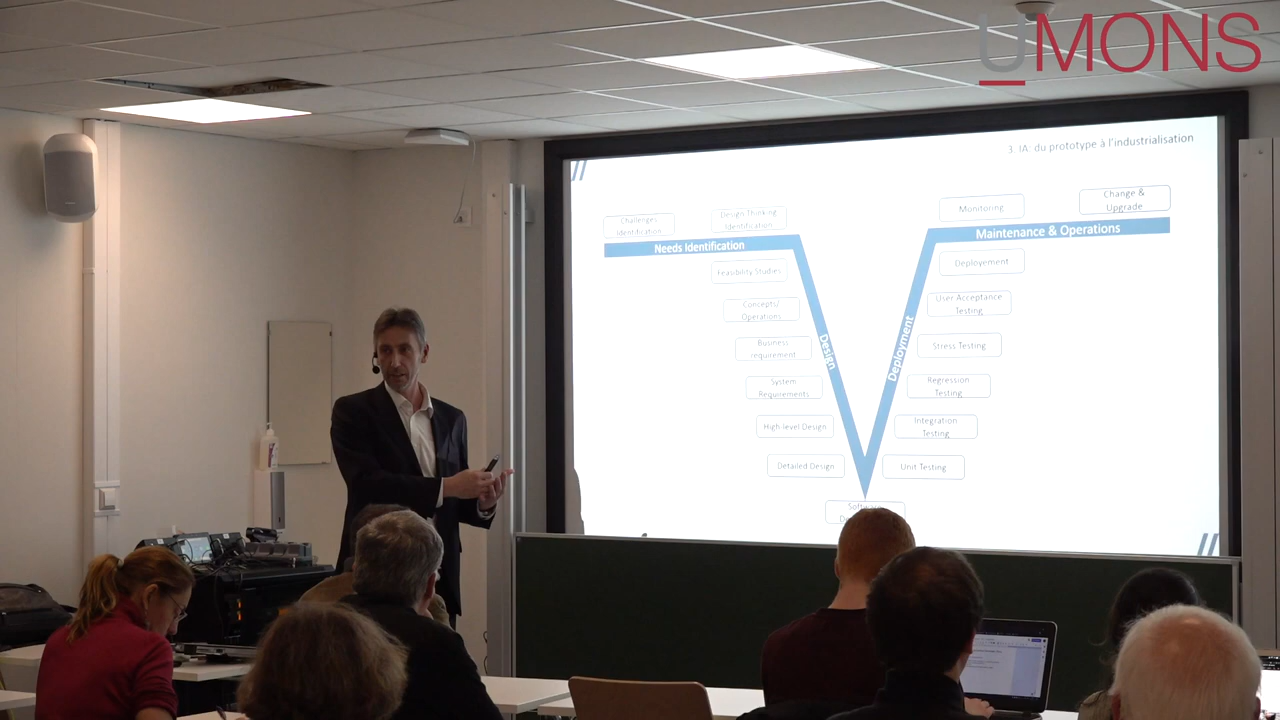 UMONS
3. IA: du prototype à l'industrialisation
Challenges
Identification
Design Thinking
Identification
Monitoring
Change &
Upgrade
Needs Identification
Maintenance & Operations
Feasibility Studies
Deployement
Concepts/
Operations
User Acceptance
Testing
Design
Deployment
Business
requirement
Stress Testing
System
Requirements
Regression
Testing
High level Design
Integration
Testing
Detailed Design
Unit Testing